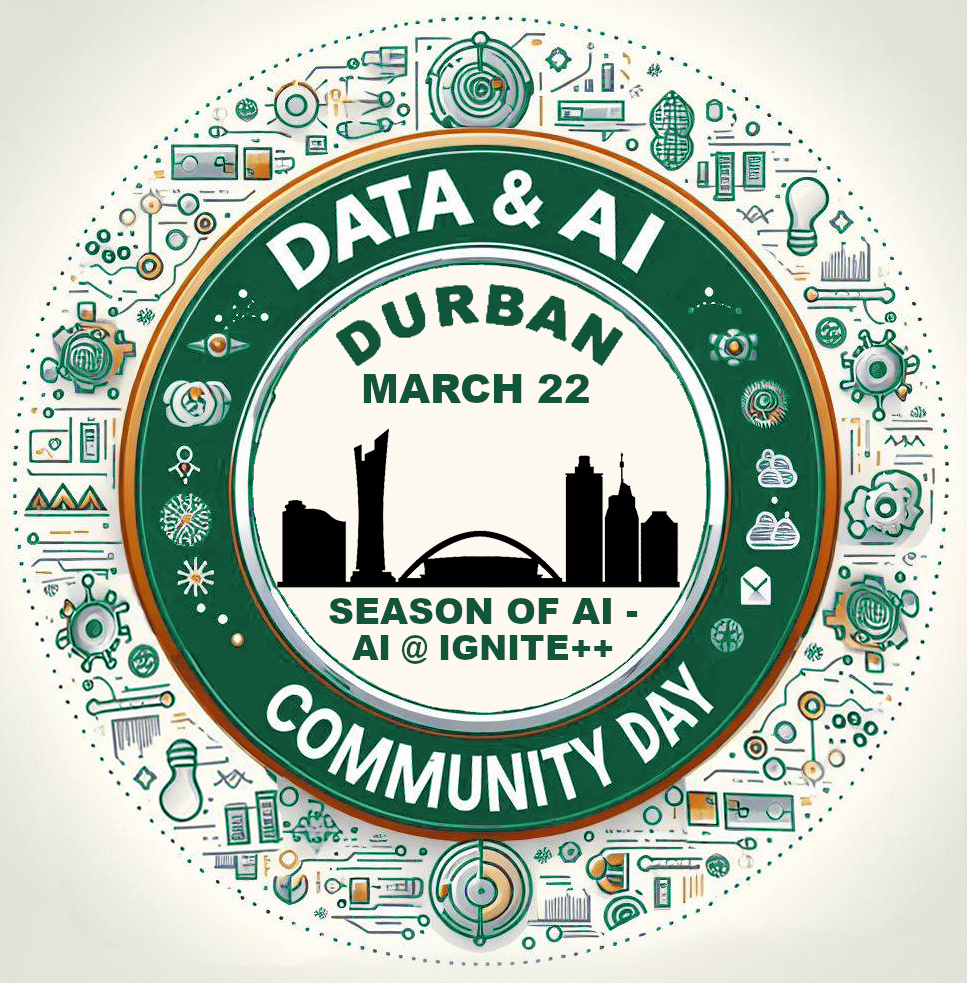 DATA & AI
DURBAN
MARCH 22
SEASON OF AI -
AI @ IGNITE++
COMMUNITY DAY